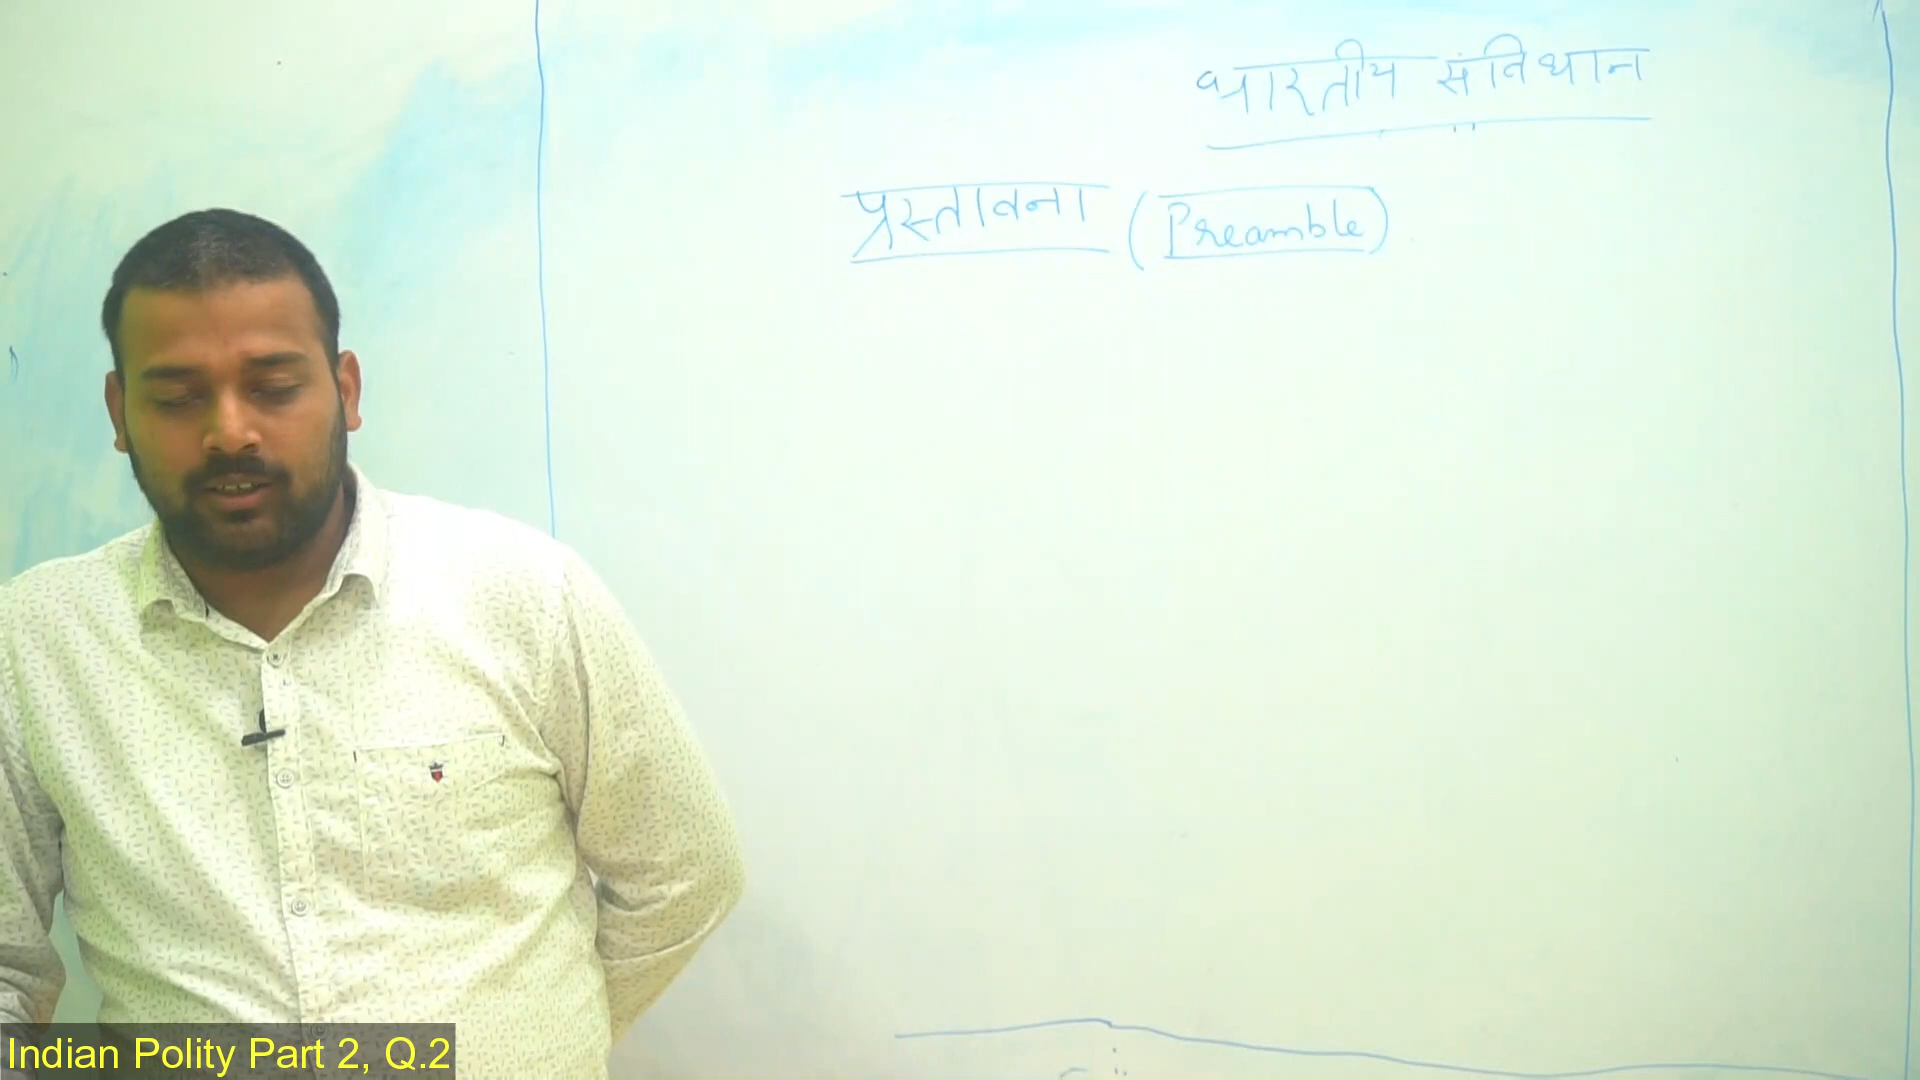 भारतीय संविधान
प्रस्तावना (Preamble)
Indian Polity Part 2, Q.2